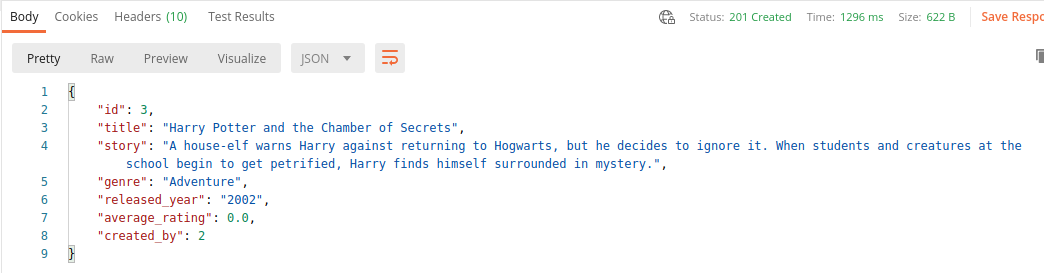 Body Cookies Headers (10) Test Results Status: 201 Created Time: 1296 ms Size: 622 B
Pretty Raw Preview Visualize JSON
1 {
2 "id": 3,
3 "title": "Harry Potter and the Chamber of Secrets",
4 "story": "A house-elf warns Harry against returning to Hogwarts, but he decides to ignore it. When students and creatures at the
school begin to get petrified, Harry finds himself surrounded in mystery.",
5 "genre": "Adventure",
6 "released_year": "2002",
7 "average_rating": 0.0,
8 "created_by": 2
9 }